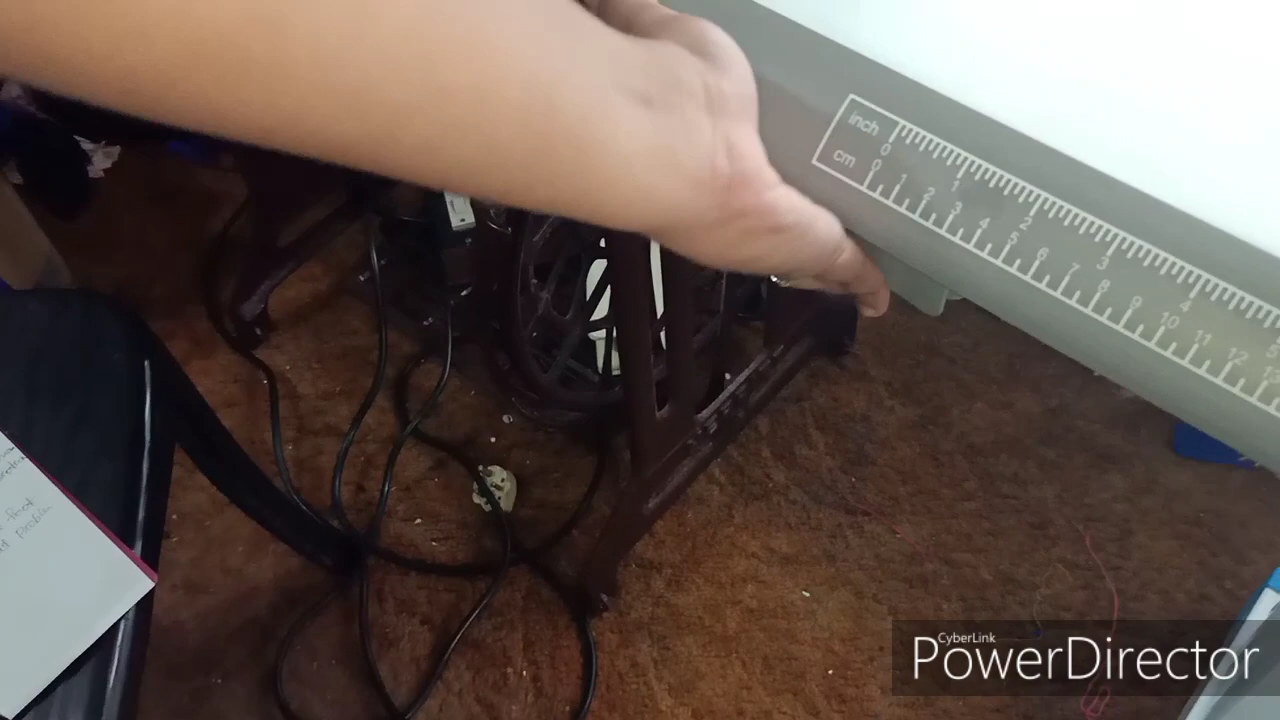 inch
0 1 2 3 4
cm
0 1 2 3 4 5 6 7 8 9 10 11 12
CyberLink
PowerDirector